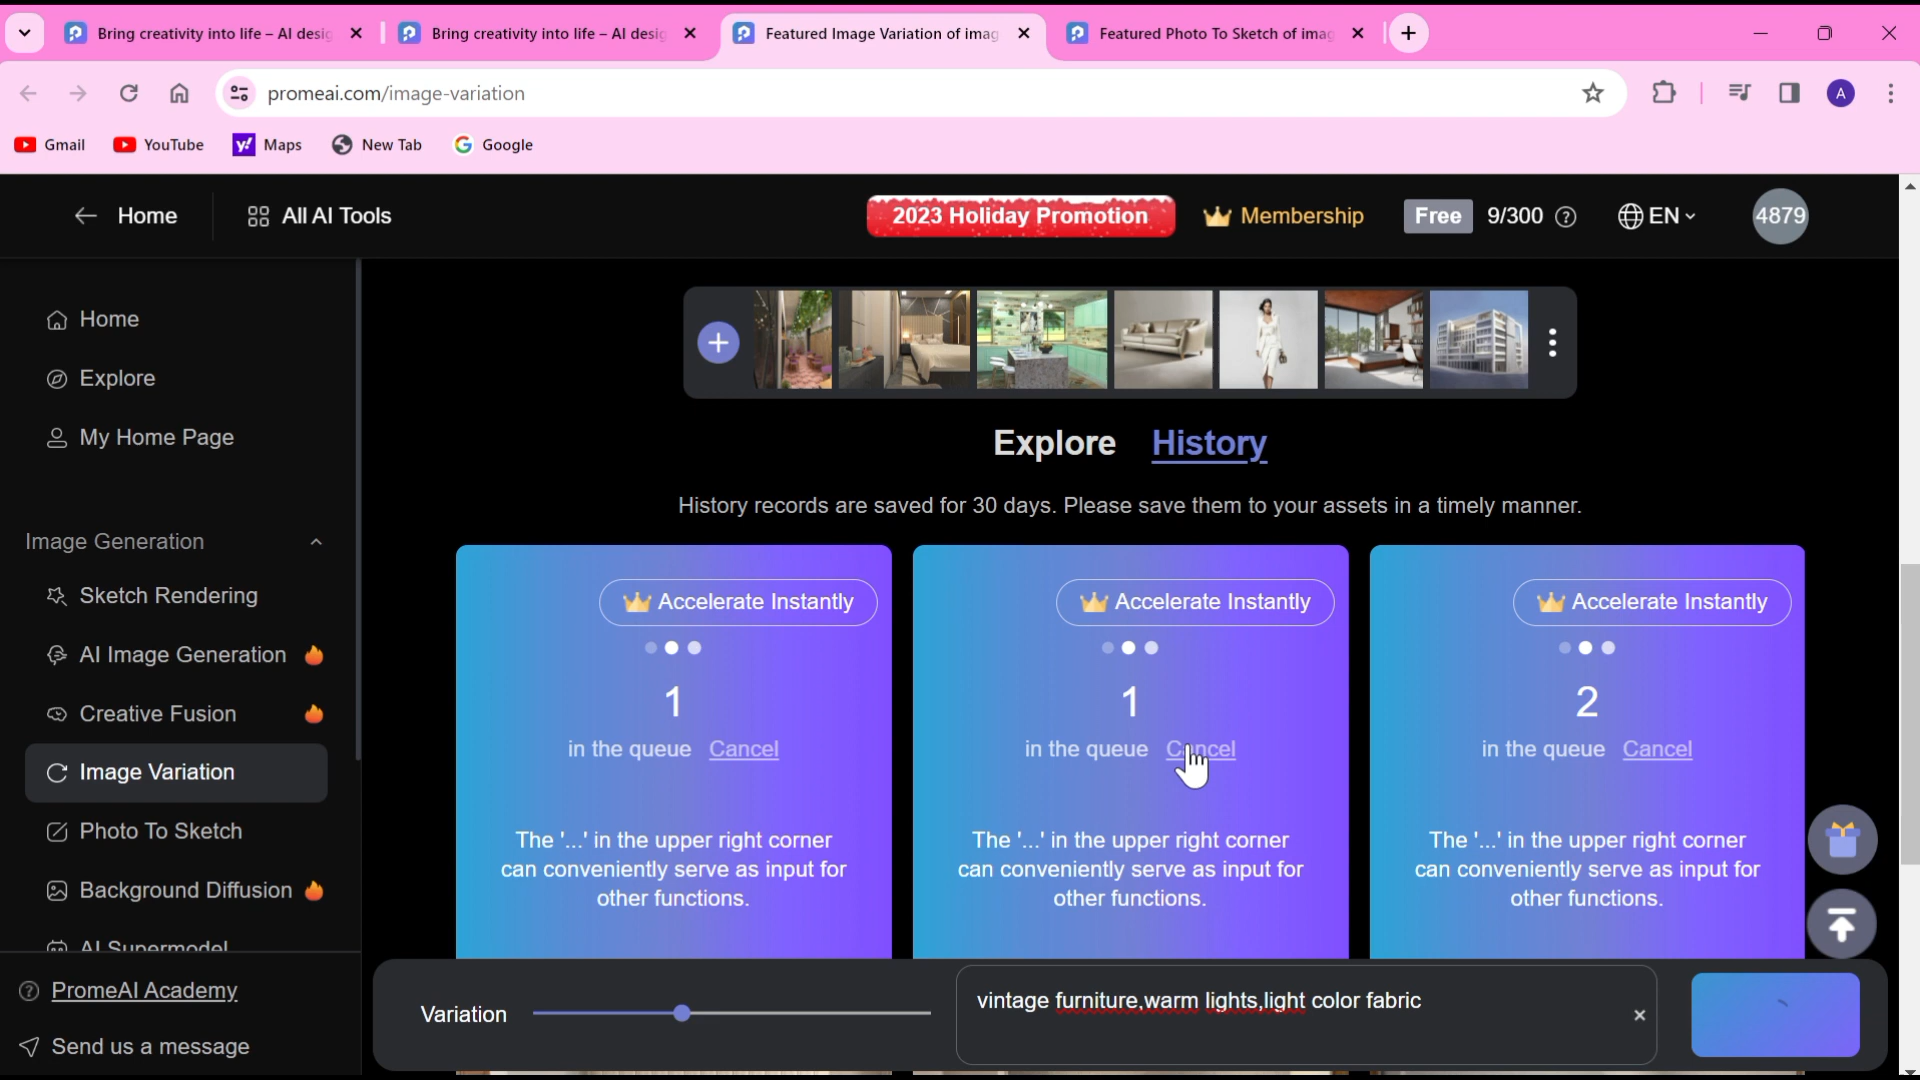 Bring creativity into life – AI desig
Bring creativity into life – AI desig
Featured Image Variation of imag
Featured Photo To Sketch of imag
promeai.com/image-variation
A
Gmail
YouTube
Maps
New Tab
Google
Home
All AI Tools
2023 Holiday Promotion
Membership
Free 9/300
EN
4879
Home
Explore
My Home Page
Image Generation
Sketch Rendering
AI Image Generation
Creative Fusion
Image Variation
Photo To Sketch
Background Diffusion
AI Supermodel
PromeAI Academy
Send us a message
Explore History
History records are saved for 30 days. Please save them to your assets in a timely manner.
Accelerate Instantly
1
in the queue Cancel
The '...' in the upper right corner
can conveniently serve as input for
other functions.
Accelerate Instantly
1
in the queue Cancel
The '...' in the upper right corner
can conveniently serve as input for
other functions.
Accelerate Instantly
2
in the queue Cancel
The '...' in the upper right corner
can conveniently serve as input for
other functions.
Variation
vintage furniture,warm lights,light color fabric